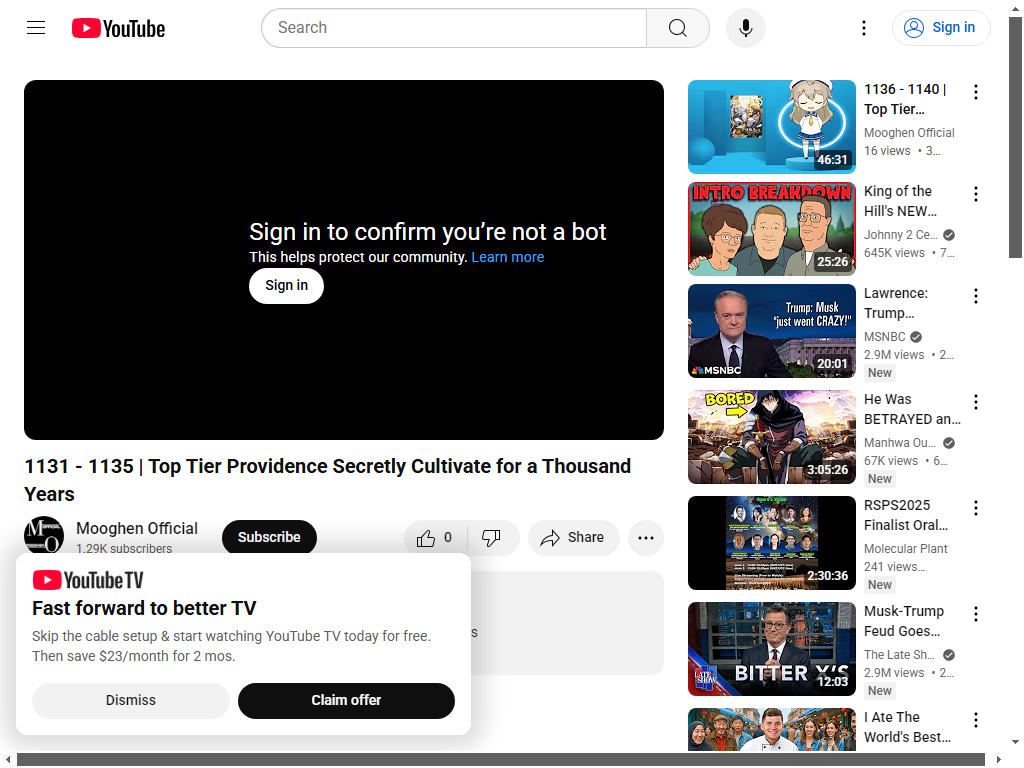 YouTube
Search
Sign in
Sign in to confirm you’re not a bot
This helps protect our community. Learn more
Sign in
1131 - 1135 | Top Tier Providence Secretly Cultivate for a Thousand
Years
Mooghen Official
1.29K subscribers
Subscribe
0
Share
s
YouTube TV
Fast forward to better TV
Skip the cable setup & start watching YouTube TV today for free.
Then save $23/month for 2 mos.
Dismiss
Claim offer
46:31
1136 - 1140 |
Top Tier…
Mooghen Official
16 views • 3…
INTRO BREAKDOWN
25:26
King of the
Hill's NEW…
Johnny 2 Ce…
645K views • 7…
Trump: Musk
"just went CRAZY!"
MSNBC
20:01
Lawrence:
Trump…
MSNBC
2.9M views • 2…
New
BORED
3:05:26
He Was
BETRAYED an…
Manhwa Ou…
67K views • 6…
New
2:30:36
RSPS2025
Finalist Oral…
Molecular Plant
241 views…
New
LATE SHOW
BITTER X'S
12:03
Musk-Trump
Feud Goes…
The Late Sh…
2.9M views • 2…
New
I Ate The
World's Best…